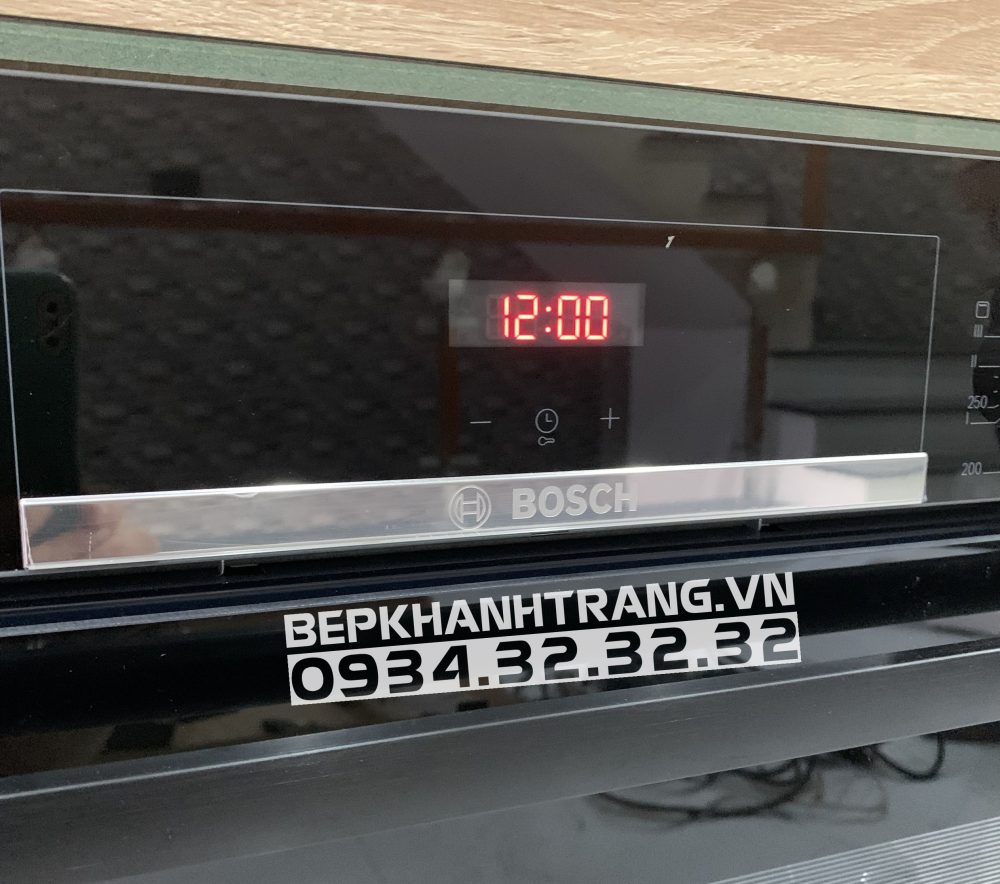 12:00
− +
250
200
BOSCH
BEPKHANHTRANG.VN
0934.32.32.32